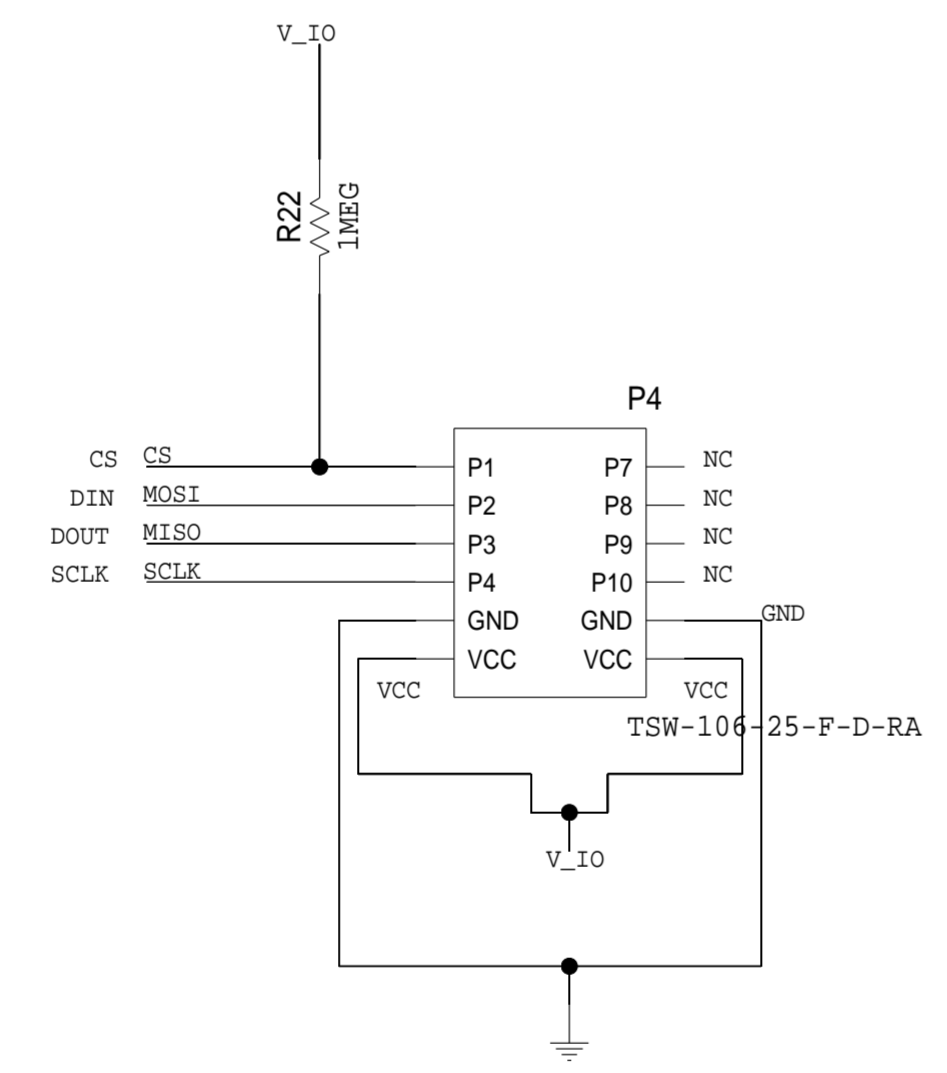 V_IO
R22
1MEG
P4
CS CS P1 P7 NC
DIN MOSI P2 P8 NC
DOUT MISO P3 P9 NC
SCLK SCLK P4 P10 NC
GND GND GND
VCC VCC
VCC VCC
TSW-106-25-F-D-RA
V_IO